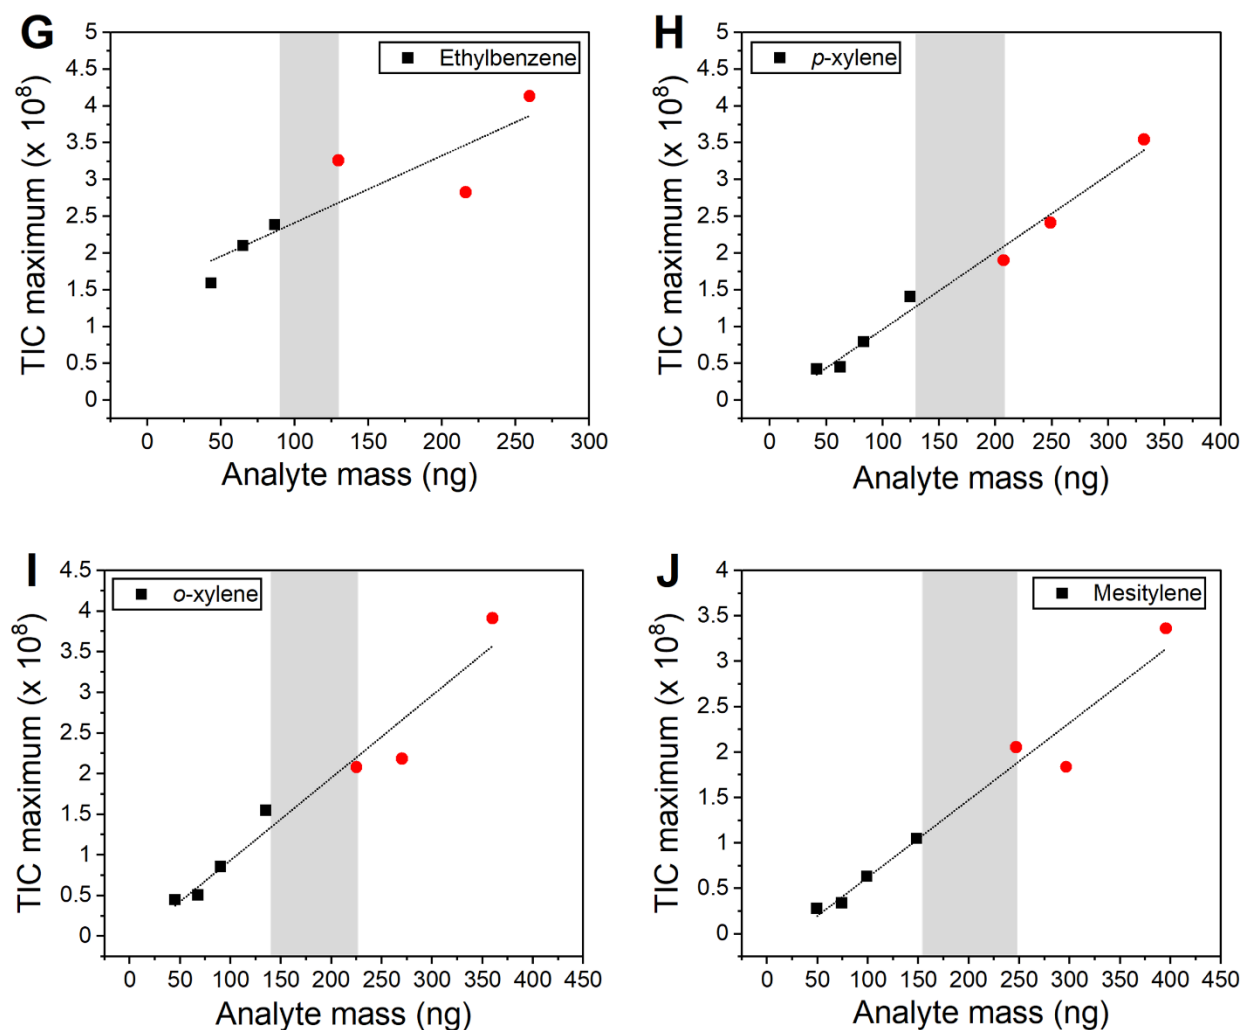 G
Ethylbenzene
TIC maximum (x 10⁸)
5
4.5
4
3.5
3
2.5
2
1.5
1
0.5
0
0 50 100 150 200 250 300
Analyte mass (ng)
H
p-xylene
TIC maximum (x 10⁸)
5
4.5
4
3.5
3
2.5
2
1.5
1
0.5
0
0 50 100 150 200 250 300 350 400
Analyte mass (ng)
I
o-xylene
TIC maximum (x 10⁸)
4.5
4
3.5
3
2.5
2
1.5
1
0.5
0
0 50 100 150 200 250 300 350 400 450
Analyte mass (ng)
J
Mesitylene
TIC maximum (x 10⁸)
4
3.5
3
2.5
2
1.5
1
0.5
0
0 50 100 150 200 250 300 350 400 450
Analyte mass (ng)